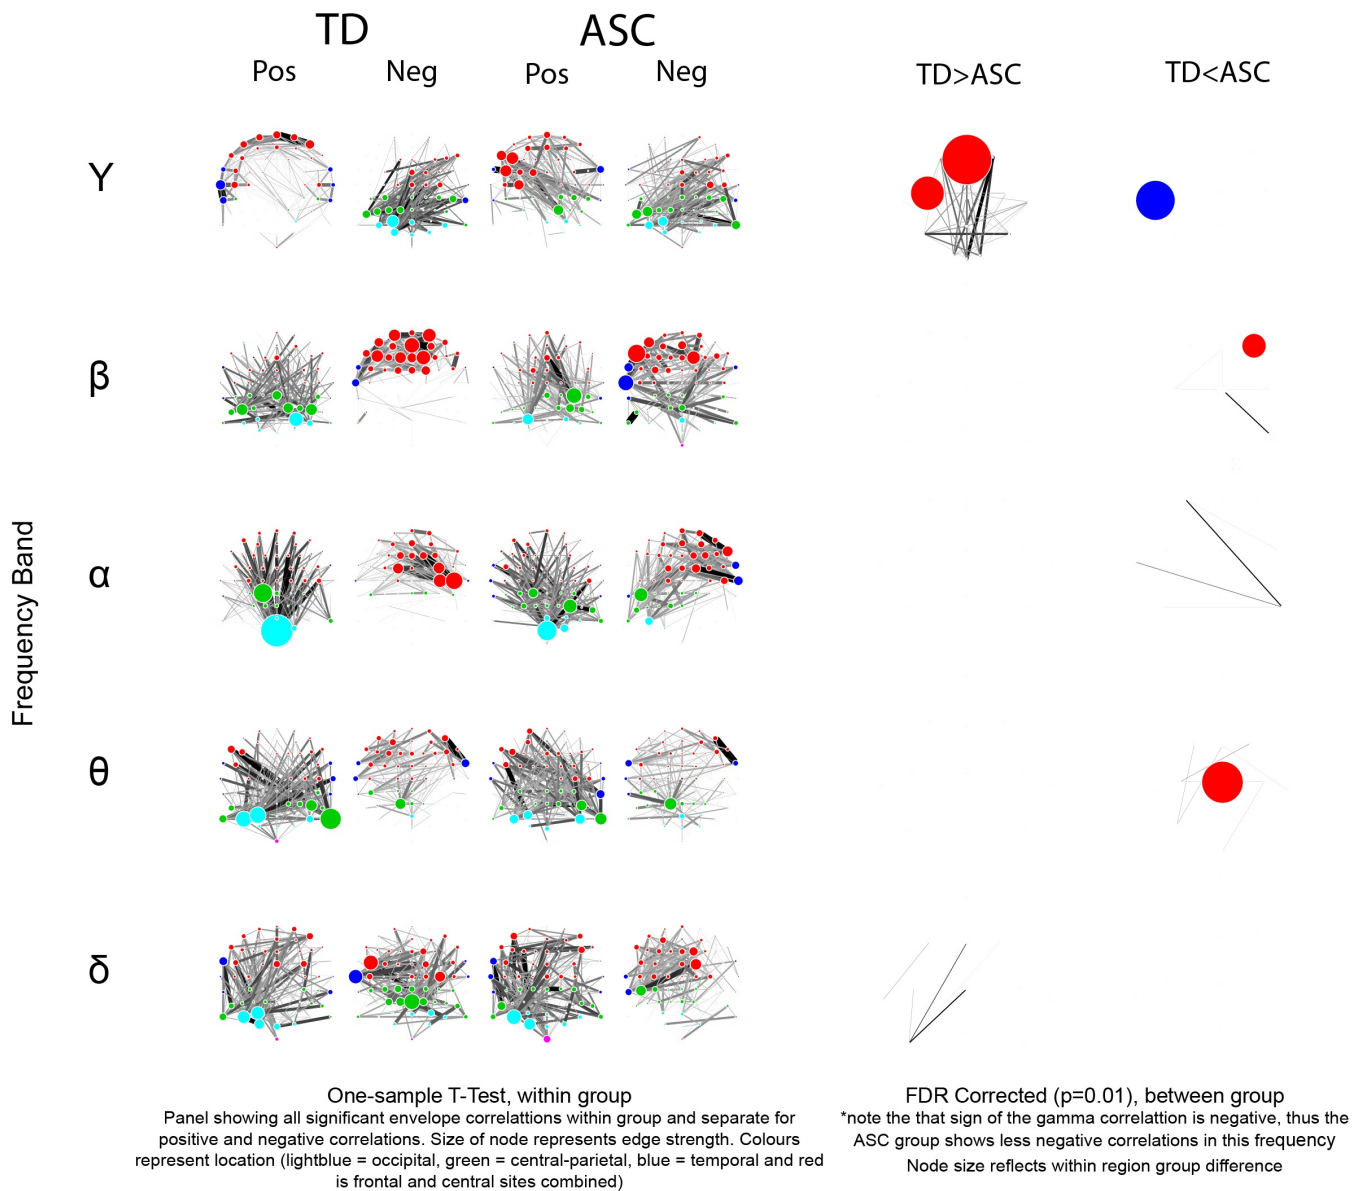 TD ASC
Pos Neg Pos Neg TD>ASC TD<ASC
γ
β
α
θ
δ
Frequency Band
One-sample T-Test, within group
Panel showing all significant envelope correlattions within group and separate for
positive and negative correlations. Size of node represents edge strength. Colours
represent location (lightblue = occipital, green = central-parietal, blue = temporal and red
is frontal and central sites combined)
FDR Corrected (p=0.01), between group
*note the that sign of the gamma correlattion is negative, thus the
ASC group shows less negative correlations in this frequency
Node size reflects within region group difference